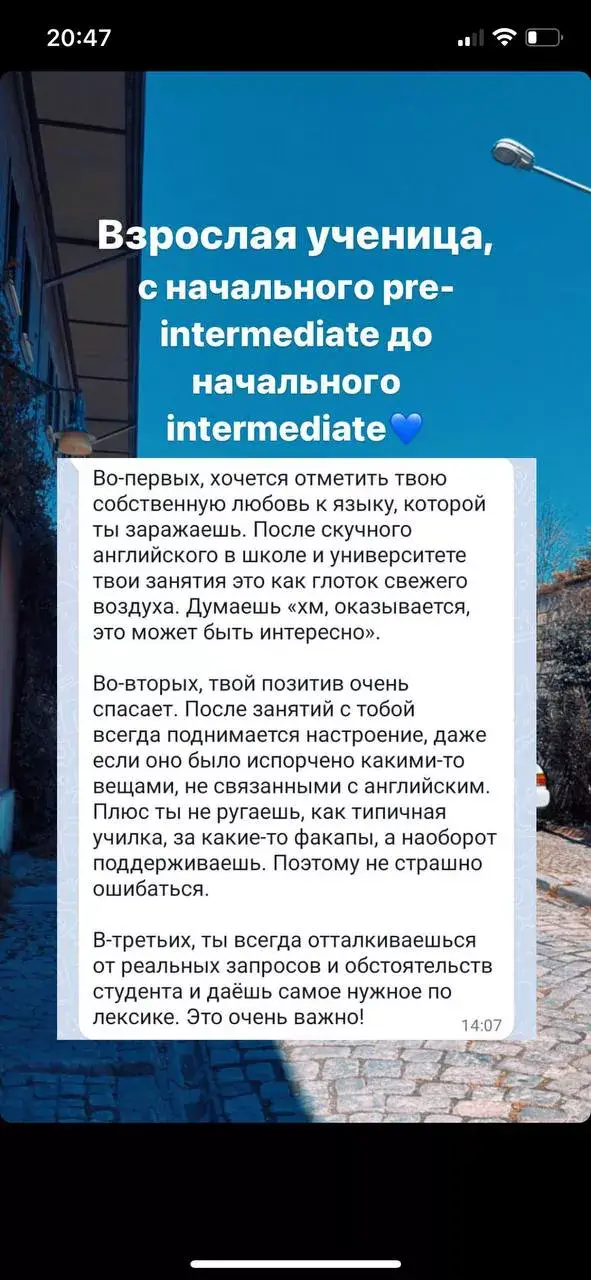 20:47
Взрослая ученица,
с начального pre-
intermediate до
начального
intermediate💙
Во-первых, хочется отметить твою
собственную любовь к языку, которой
ты заражаешь. После скучного
английского в школе и университете
твои занятия это как глоток свежего
воздуха. Думаешь «хм, оказывается,
это может быть интересно».
Во-вторых, твой позитив очень
спасает. После занятий с тобой
всегда поднимается настроение, даже
если оно было испорчено какими-то
вещами, не связанными с английским.
Плюс ты не ругаешь, как типичная
училка, за какие-то факапы, а наоборот
поддерживаешь. Поэтому не страшно
ошибаться.
В-третьих, ты всегда отталкиваешься
от реальных запросов и обстоятельств
студента и даёшь самое нужное по
лексике. Это очень важно!
14:07